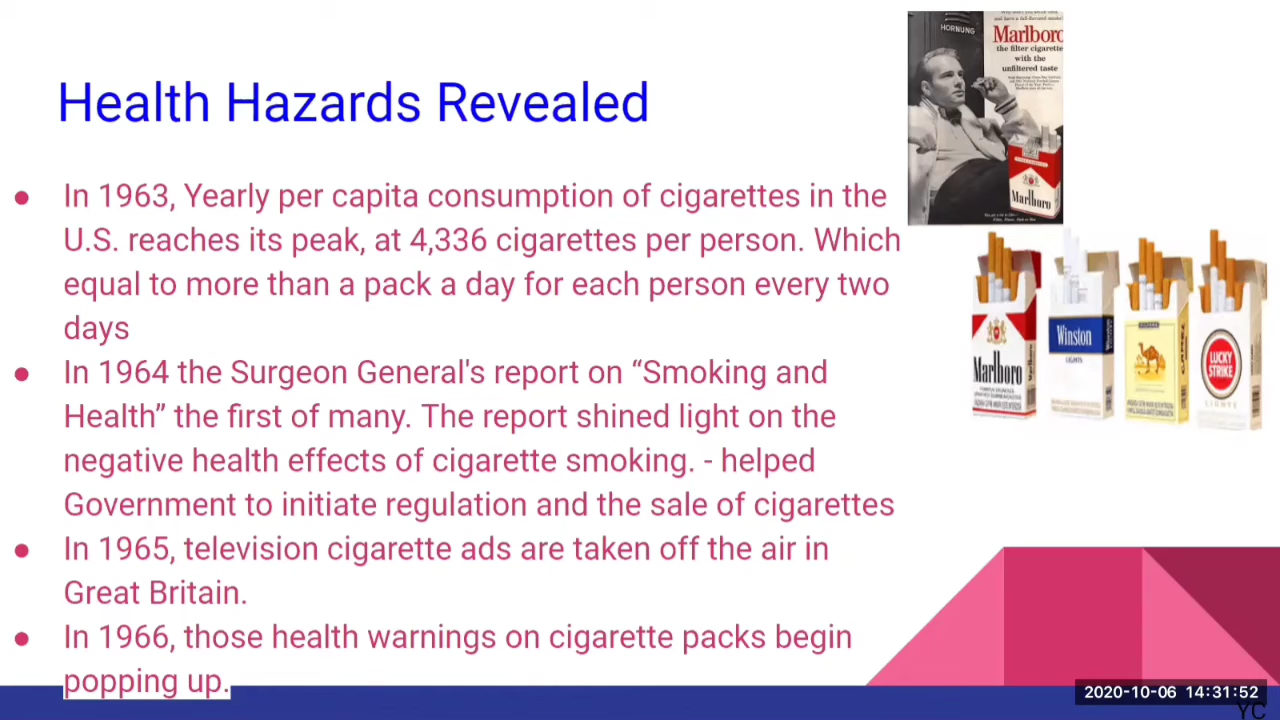 Health Hazards Revealed
● In 1963, Yearly per capita consumption of cigarettes in the
U.S. reaches its peak, at 4,336 cigarettes per person. Which
equal to more than a pack a day for each person every two
days
● In 1964 the Surgeon General's report on “Smoking and
Health” the first of many. The report shined light on the
negative health effects of cigarette smoking. - helped
Government to initiate regulation and the sale of cigarettes
● In 1965, television cigarette ads are taken off the air in
Great Britain.
● In 1966, those health warnings on cigarette packs begin
popping up.
HORNUNG
Marlboro
the filter cigarette
with the
unfiltered taste
Marlboro
Marlboro
Marlboro
Winston
LIGHTS
CAMEL
LUCKY
STRIKE
LIGHTS
2020-10-06 14:31:52
YC